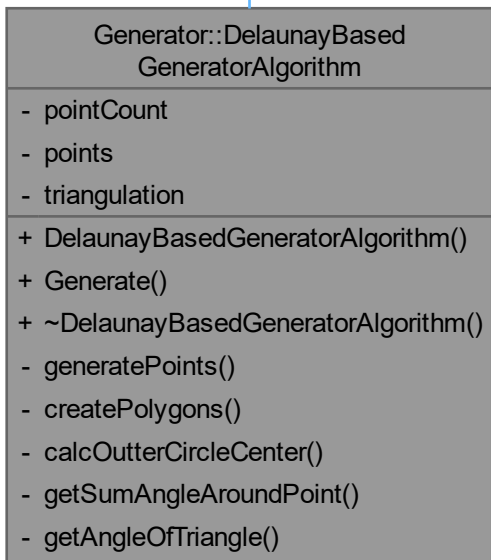 Generator::DelaunayBased
GeneratorAlgorithm
- pointCount
- points
- triangulation
+ DelaunayBasedGeneratorAlgorithm()
+ Generate()
+ ~DelaunayBasedGeneratorAlgorithm()
- generatePoints()
- createPolygons()
- calcOutterCircleCenter()
- getSumAngleAroundPoint()
- getAngleOfTriangle()